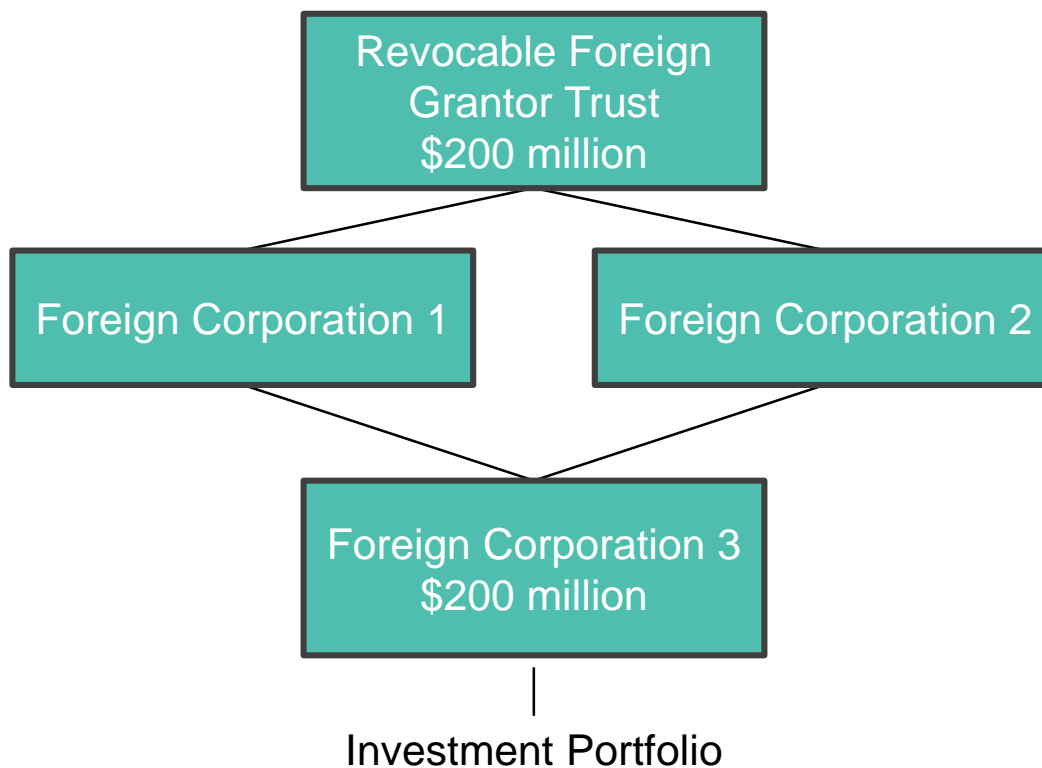 Revocable Foreign
Grantor Trust
$200 million
Foreign Corporation 1
Foreign Corporation 2
Foreign Corporation 3
$200 million
Investment Portfolio